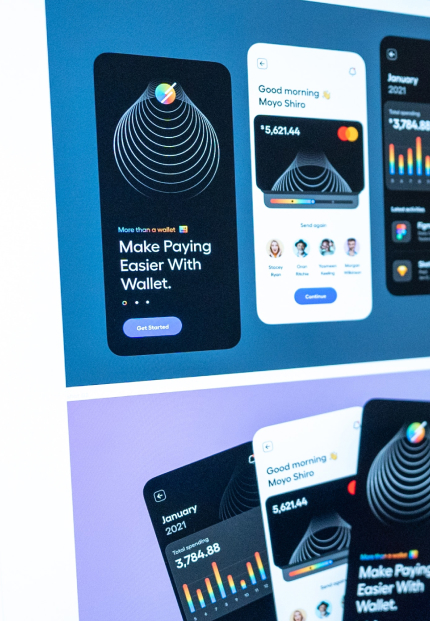 More than a wallet
Make Paying
Easier With
Wallet.
Get Started
Good morning 👋
Moyo Shiro
$5,621.44
Send again
Stacey
Ryan
Continue
January
2021
Total spending
$3,784.88
Latest activities
January
2021
Total spending
3,784.88
Good morning 👋
Moyo Shiro
5,621.44
More than a wallet
Make Paying
Easier With
Wallet.